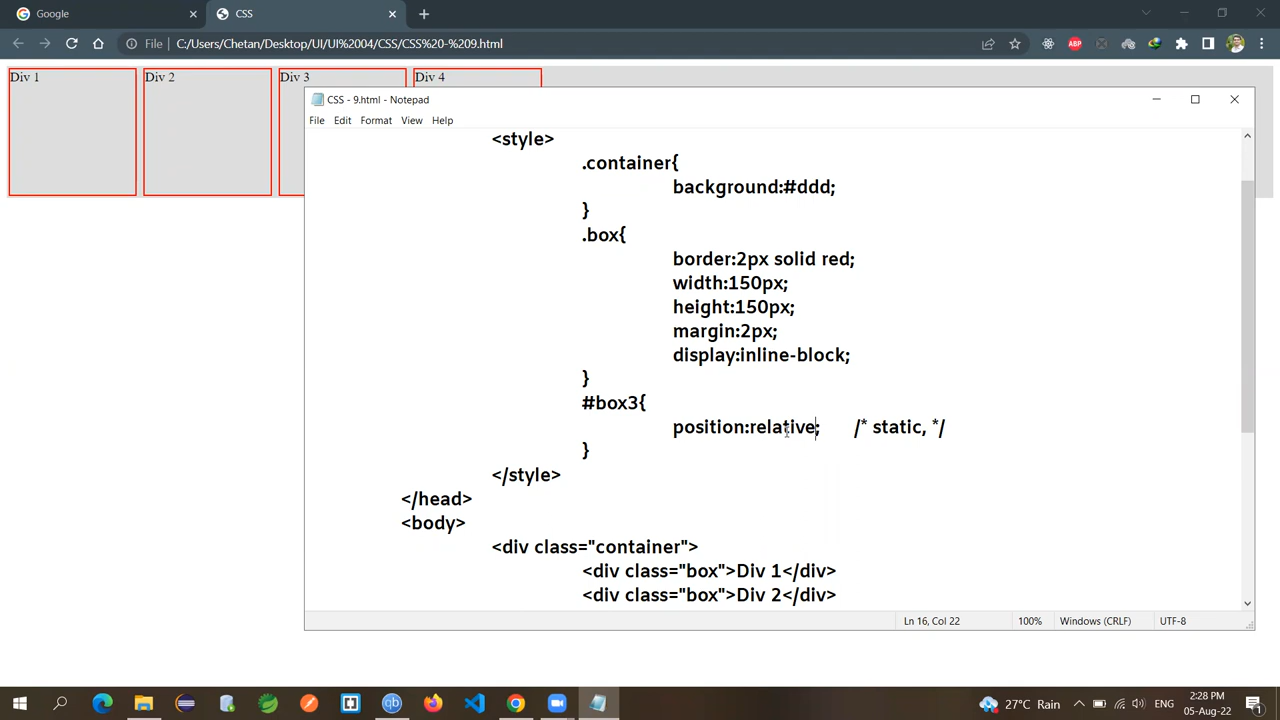 Google
CSS
File
C:/Users/Chetan/Desktop/UI/UI%2004/CSS/CSS%20-%209.html
ABP
Div 1
Div 2
Div 3
Div 4
CSS - 9.html - Notepad
File Edit Format View Help
<style>
.container{
background:#ddd;
}
.box{
border:2px solid red;
width:150px;
height:150px;
margin:2px;
display:inline-block;
}
#box3{
position:relative; /* static, */
}
</style>
</head>
<body>
<div class="container">
<div class="box">Div 1</div>
<div class="box">Div 2</div>
Ln 16, Col 22
100%
Windows (CRLF)
UTF-8
27°C Rain
2:28 PM
05-Aug-22